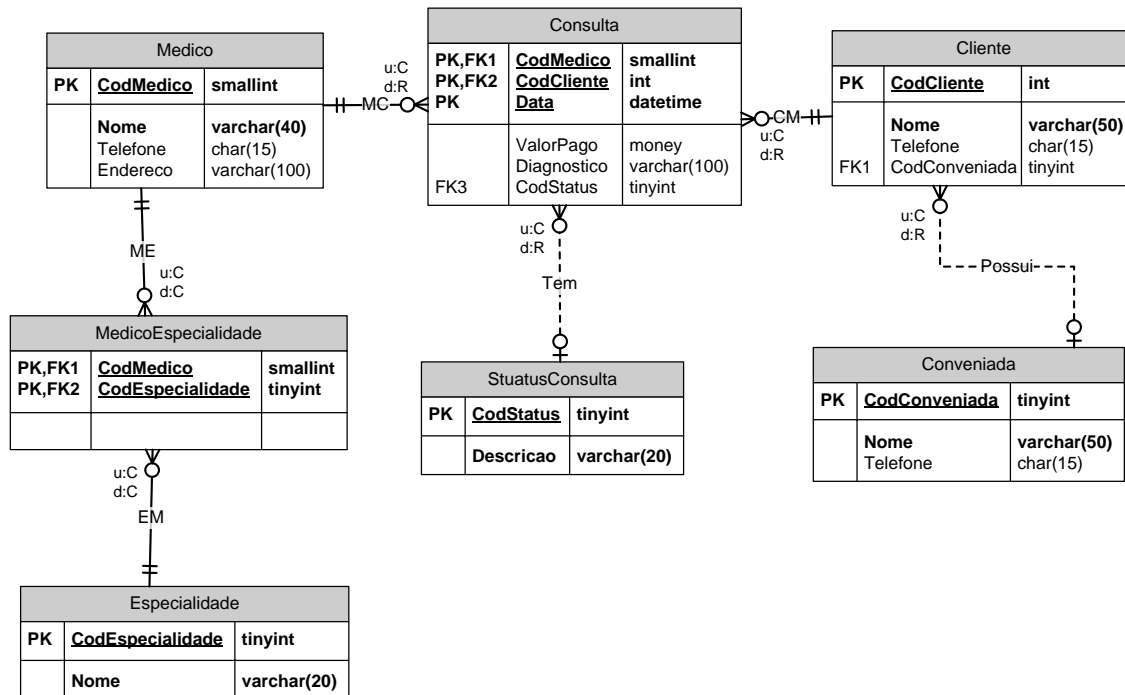 Medico
PK CodMedico smallint
Nome varchar(40)
Telefone char(15)
Endereco varchar(100)
u:C
d:R
MC
Consulta
PK,FK1 CodMedico smallint
PK,FK2 CodCliente int
PK Data datetime
ValorPago money
Diagnostico varchar(100)
FK3 CodStatus tinyint
CM
u:C
d:R
Cliente
PK CodCliente int
Nome varchar(50)
Telefone char(15)
FK1 CodConveniada tinyint
ME
u:C
d:C
u:C
d:R
Tem
u:C
d:R
Possui
MedicoEspecialidade
PK,FK1 CodMedico smallint
PK,FK2 CodEspecialidade tinyint
StuatusConsulta
PK CodStatus tinyint
Descricao varchar(20)
Conveniada
PK CodConveniada tinyint
Nome varchar(50)
Telefone char(15)
u:C
d:C
EM
Especialidade
PK CodEspecialidade tinyint
Nome varchar(20)